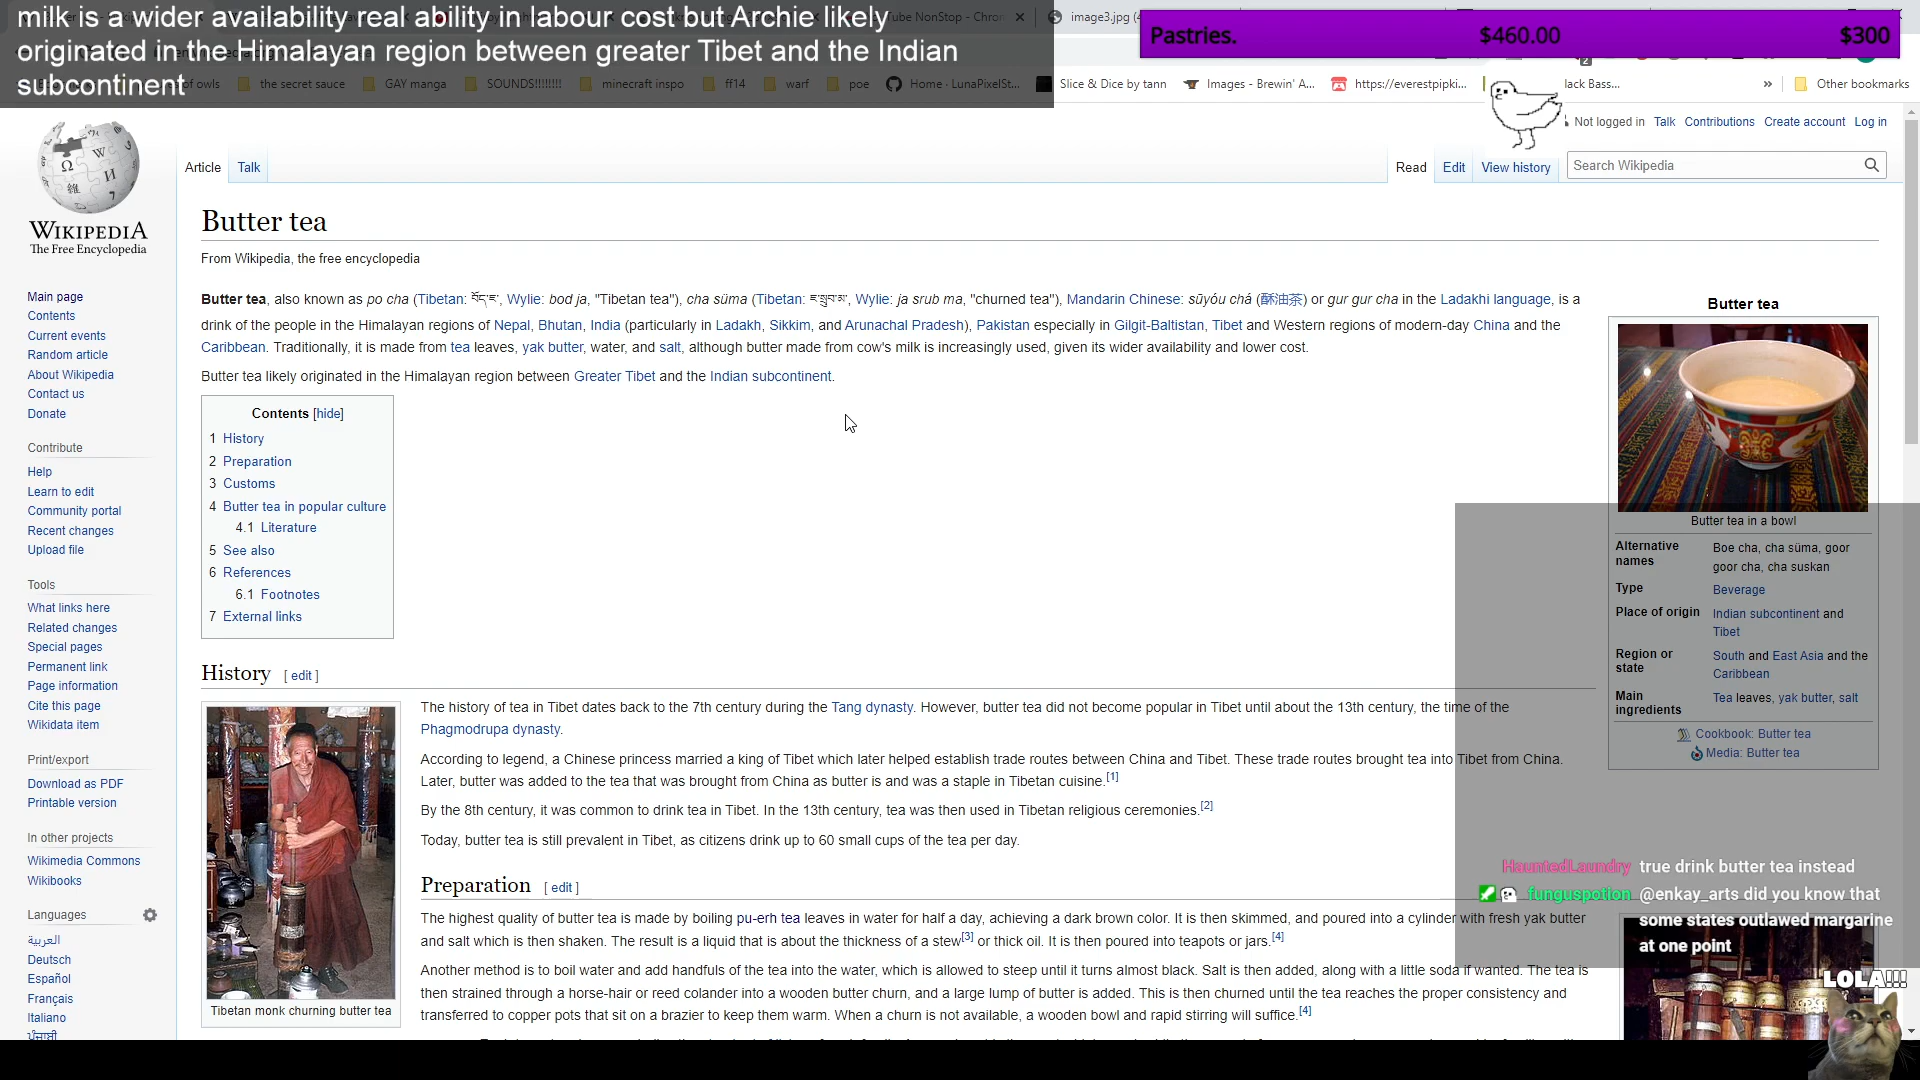 milk is a wider availability real ability in labour cost but Archie likely
originated in the Himalayan region between greater Tibet and the Indian
subcontinent
Pastries. $460.00 $300
image3.jpg
of owls the secret sauce GAY manga SOUNDS!!!!!!!! minecraft inspo ff14 warf poe Home · LunaPixelSt... Slice & Dice by tann Images - Brewin' A... https://everestpipki... lack Bass... » Other bookmarks
Not logged in Talk Contributions Create account Log in
Article Talk Read Edit View history Search Wikipedia
WIKIPEDIA
The Free Encyclopedia
Main page
Contents
Current events
Random article
About Wikipedia
Contact us
Donate
Contribute
Help
Learn to edit
Community portal
Recent changes
Upload file
Tools
What links here
Related changes
Special pages
Permanent link
Page information
Cite this page
Wikidata item
Print/export
Download as PDF
Printable version
In other projects
Wikimedia Commons
Wikibooks
Languages
العربية
Deutsch
Español
Français
Italiano
ਪੰਜਾਬੀ
Butter tea
From Wikipedia, the free encyclopedia
Butter tea, also known as po cha (Tibetan: བོད་ཇ་, Wylie: bod ja, "Tibetan tea"), cha süma (Tibetan: ཇ་སྲུབ་མ་, Wylie: ja srub ma, "churned tea"), Mandarin Chinese: sūyóu chá (酥油茶) or gur gur cha in the Ladakhi language, is a
drink of the people in the Himalayan regions of Nepal, Bhutan, India (particularly in Ladakh, Sikkim, and Arunachal Pradesh), Pakistan especially in Gilgit-Baltistan, Tibet and Western regions of modern-day China and the
Caribbean. Traditionally, it is made from tea leaves, yak butter, water, and salt, although butter made from cow's milk is increasingly used, given its wider availability and lower cost.
Butter tea likely originated in the Himalayan region between Greater Tibet and the Indian subcontinent.
Contents [hide]
1 History
2 Preparation
3 Customs
4 Butter tea in popular culture
4.1 Literature
5 See also
6 References
6.1 Footnotes
7 External links
History [ edit ]
Tibetan monk churning butter tea
The history of tea in Tibet dates back to the 7th century during the Tang dynasty. However, butter tea did not become popular in Tibet until about the 13th century, the time of the
Phagmodrupa dynasty.
According to legend, a Chinese princess married a king of Tibet which later helped establish trade routes between China and Tibet. These trade routes brought tea into Tibet from China.
Later, butter was added to the tea that was brought from China as butter is and was a staple in Tibetan cuisine.[1]
By the 8th century, it was common to drink tea in Tibet. In the 13th century, tea was then used in Tibetan religious ceremonies.[2]
Today, butter tea is still prevalent in Tibet, as citizens drink up to 60 small cups of the tea per day.
Preparation [ edit ]
The highest quality of butter tea is made by boiling pu-erh tea leaves in water for half a day, achieving a dark brown color. It is then skimmed, and poured into a cylinder with fresh yak butter
and salt which is then shaken. The result is a liquid that is about the thickness of a stew[3] or thick oil. It is then poured into teapots or jars.[4]
Another method is to boil water and add handfuls of the tea into the water, which is allowed to steep until it turns almost black. Salt is then added, along with a little soda if wanted. The tea is
then strained through a horse-hair or reed colander into a wooden butter churn, and a large lump of butter is added. This is then churned until the tea reaches the proper consistency and
transferred to copper pots that sit on a brazier to keep them warm. When a churn is not available, a wooden bowl and rapid stirring will suffice.[4]
Butter tea
Butter tea in a bowl
Alternative names Boe cha, cha süma, goor goor cha, cha suskan
Type Beverage
Place of origin Indian subcontinent and Tibet
Region or state South and East Asia and the Caribbean
Main ingredients Tea leaves, yak butter, salt
Cookbook: Butter tea
Media: Butter tea
HauntedLaundry true drink butter tea instead
funguspotion @enkay_arts did you know that
some states outlawed margarine
at one point
LOLA!!!